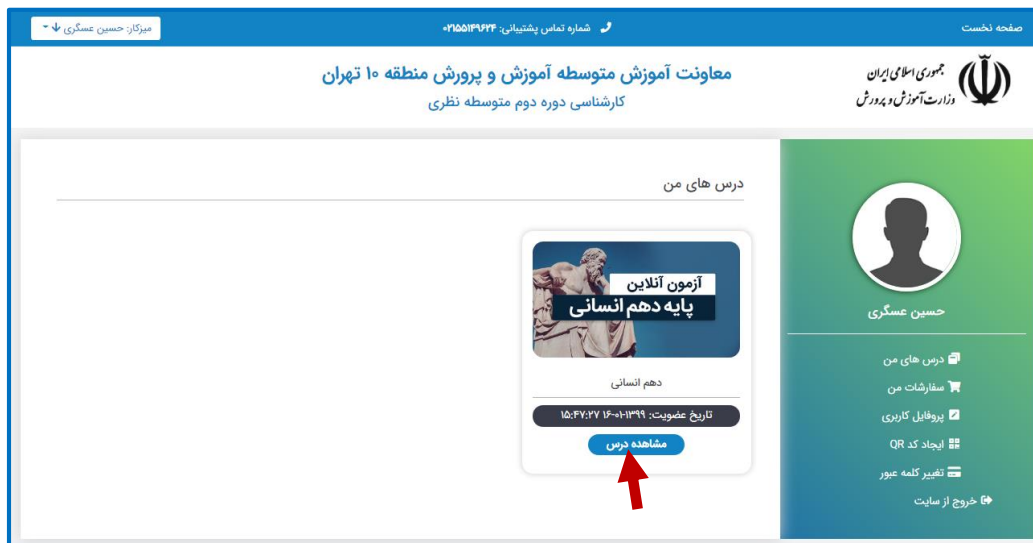 صفحه نخست
شماره تماس پشتیبانی: ۰۲۱۵۵۱۴۹۶۲۴
میزکار: حسین عسگری
جمهوری اسلامی ایران
وزارت آموزش و پرورش
معاونت آموزش متوسطه آموزش و پرورش منطقه ۱۰ تهران
کارشناسی دوره دوم متوسطه نظری
حسین عسگری
درس های من
سفارشات من
پروفایل کاربری
ایجاد کد QR
تغییر کلمه عبور
خروج از سایت
درس های من
آزمون آنلاین
پایه دهم انسانی
دهم انسانی
تاریخ عضویت: ۱۳۹۹-۰۱-۱۶ ۱۵:۴۷:۲۷
مشاهده درس